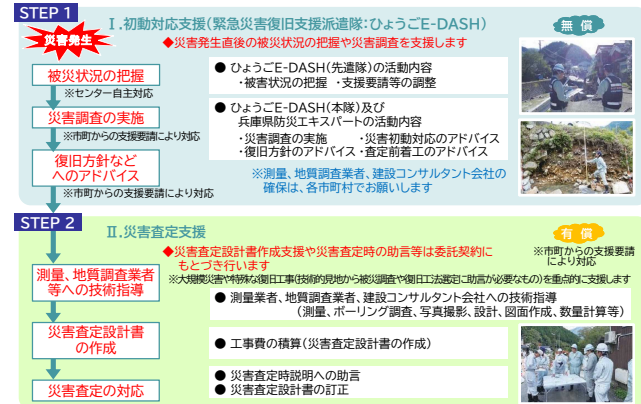 STEP 1
Ⅰ.初動対応支援(緊急災害復旧支援派遣隊:ひょうごE-DASH)
無 償
災害発生
◆災害発生直後の被災状況の把握や災害調査を支援します
被災状況の把握
※センター自主対応
● ひょうごE-DASH(先遣隊)の活動内容
・被害状況の把握 ・支援要請等の調整
災害調査の実施
※市町からの支援要請により対応
● ひょうごE-DASH(本隊)及び
兵庫県防災エキスパートの活動内容
・災害調査の実施 ・災害初動対応のアドバイス
・復旧方針のアドバイス ・査定前着工のアドバイス
復旧方針など
へのアドバイス
※市町からの支援要請により対応
※測量、地質調査業者、建設コンサルタント会社の
確保は、各市町村でお願いします
STEP 2
Ⅱ.災害査定支援
有 償
◆災害査定設計書作成支援や災害査定時の助言等は委託契約に
もとづき行います
※市町からの支援要請
により対応
※大規模災害や特殊な復旧工事(技術的見地から被災調査や復旧工法選定に助言が必要なもの)を重点的に支援します
測量、地質調査業者
等への技術指導
● 測量業者、地質調査業者、建設コンサルタント会社への技術指導
(測量、ボーリング調査、写真撮影、設計、図面作成、数量計算等)
災害査定設計書
の作成
● 工事費の積算(災害査定設計書の作成)
災害査定の対応
● 災害査定時説明への助言
● 災害査定設計書の訂正